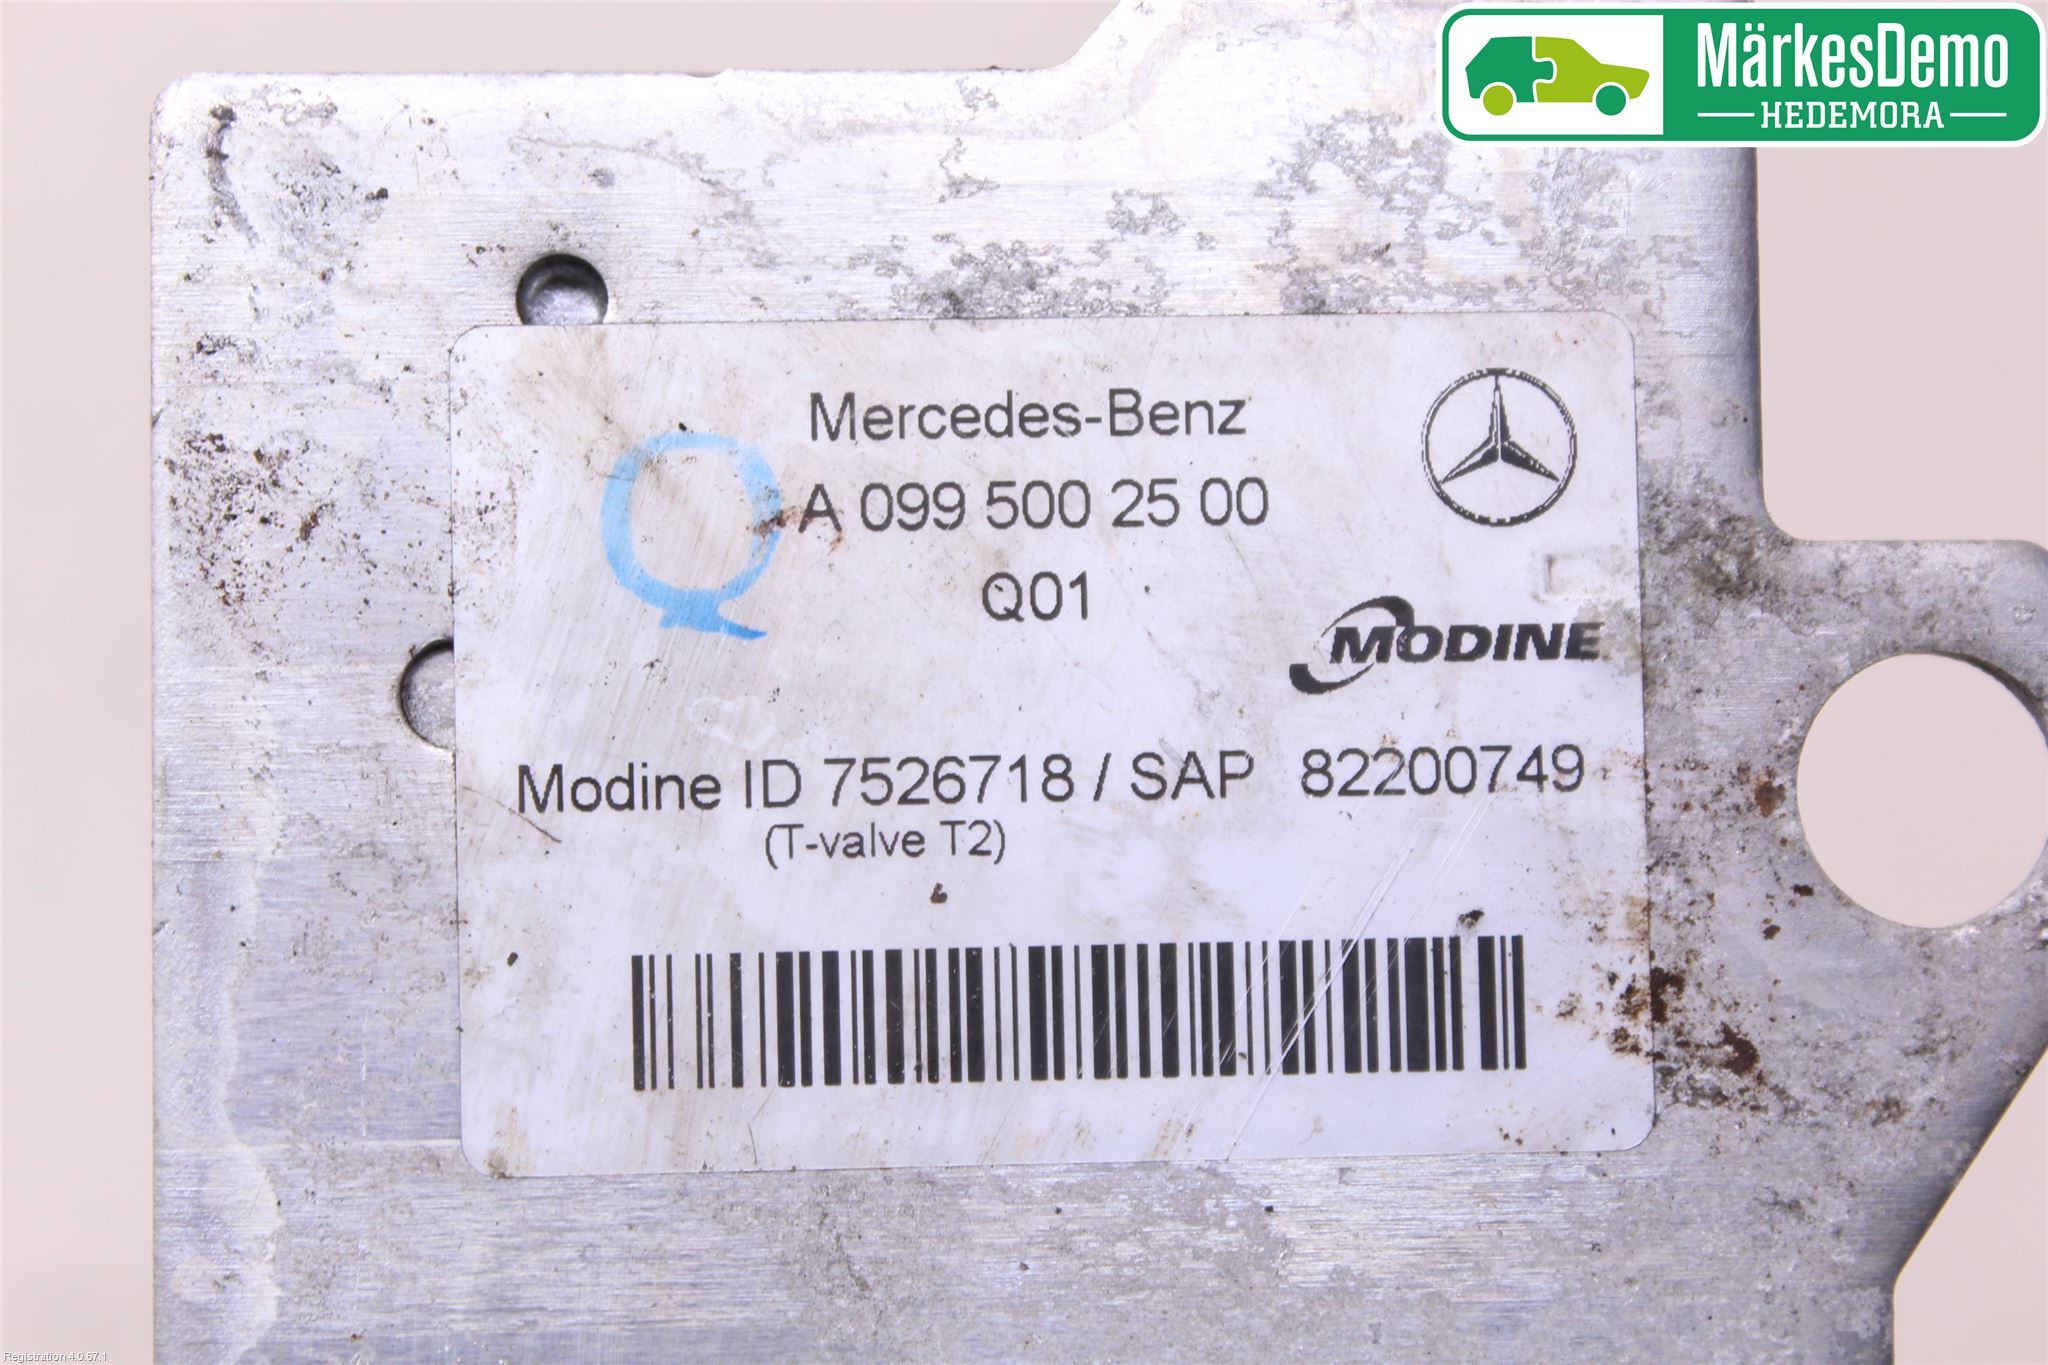 MärkesDemo
HEDEMORA
Mercedes-Benz
Q
A 099 500 25 00
Q01
MODINE
Modine ID 7526718 / SAP 82200749
(T-valve T2)
Registration 4.0.67.1